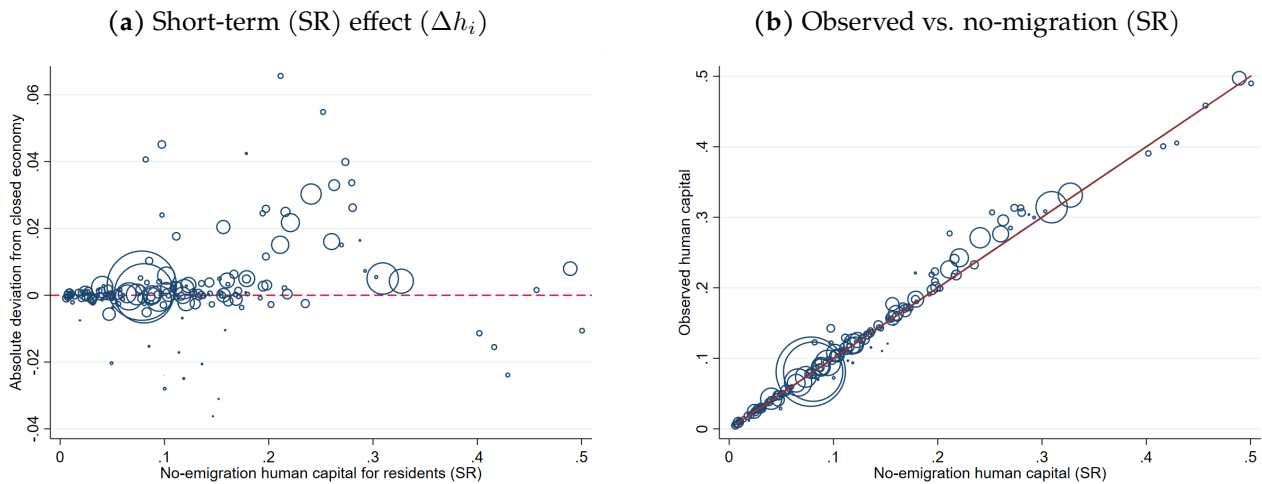 (a) Short-term (SR) effect (Δhᵢ)
Absolute deviation from closed economy
.06
.04
.02
0
-.02
-.04
0 .1 .2 .3 .4 .5
No-emigration human capital for residents (SR)
(b) Observed vs. no-migration (SR)
Observed human capital
.5
.4
.3
.2
.1
0
0 .1 .2 .3 .4 .5
No-emigration human capital (SR)